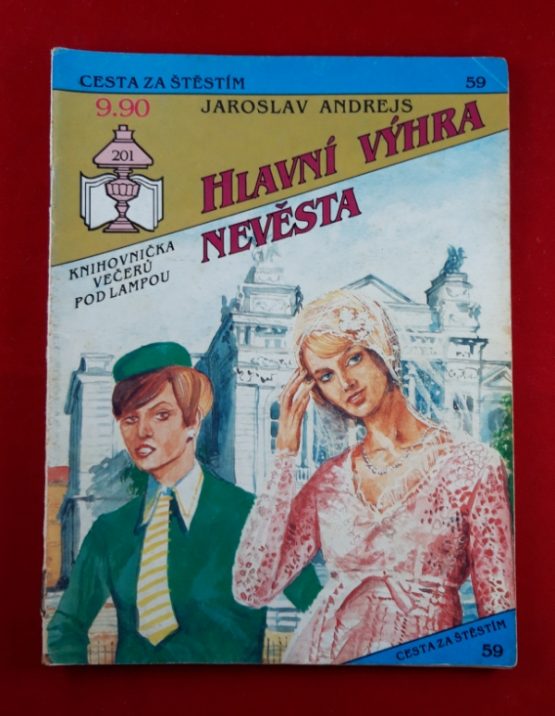 CESTA ZA ŠTĚSTÍM 59
9.90 JAROSLAV ANDREJS
201
HLAVNÍ VÝHRA
NEVĚSTA
KNIHOVNIČKA
VEČERŮ
POD LAMPOU
CESTA ZA ŠTĚSTÍM
59